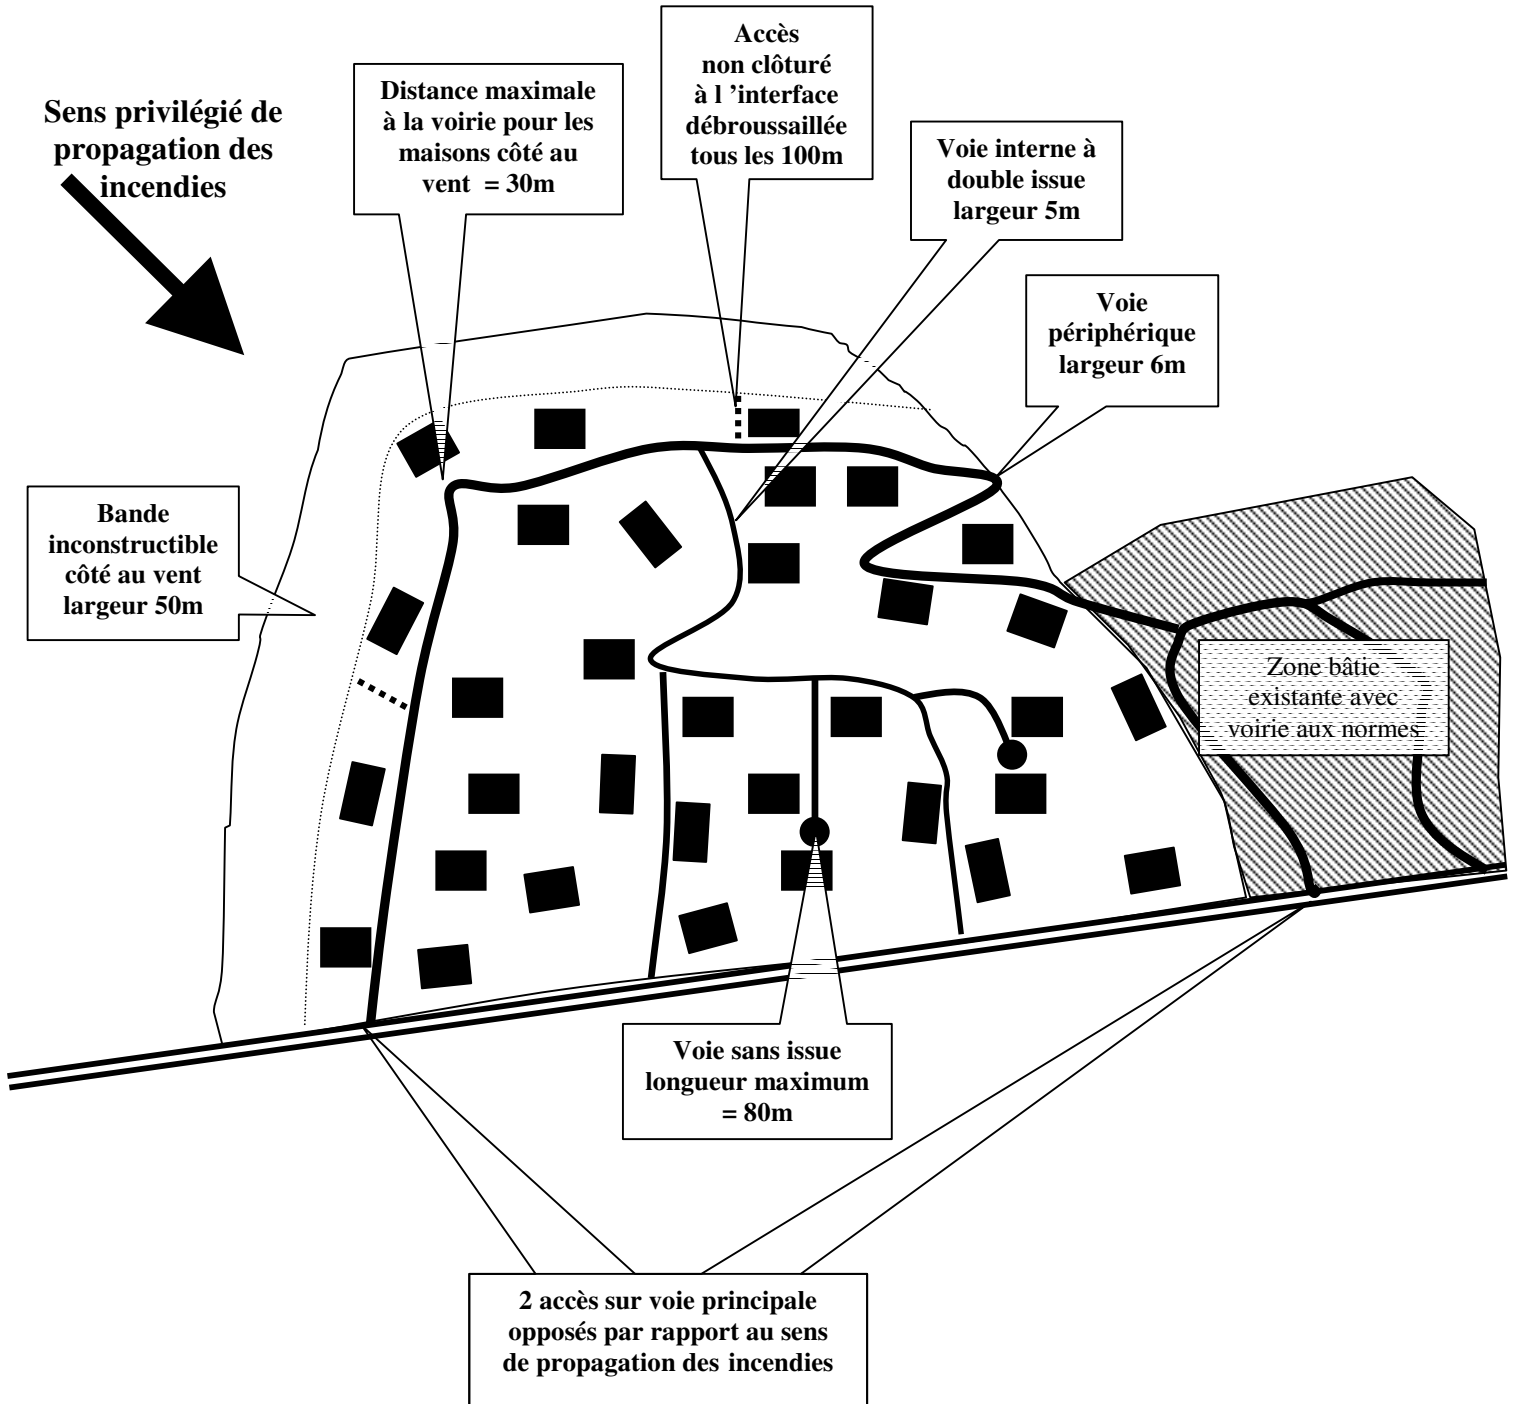 Sens privilégié de
propagation des
incendies
Distance maximale
à la voirie pour les
maisons côté au
vent = 30m
Accès
non clôturé
à l ’interface
débroussaillée
tous les 100m
Voie interne à
double issue
largeur 5m
Voie
périphérique
largeur 6m
Bande
inconstructible
côté au vent
largeur 50m
Zone bâtie
existante avec
voirie aux normes
Voie sans issue
longueur maximum
= 80m
2 accès sur voie principale
opposés par rapport au sens
de propagation des incendies